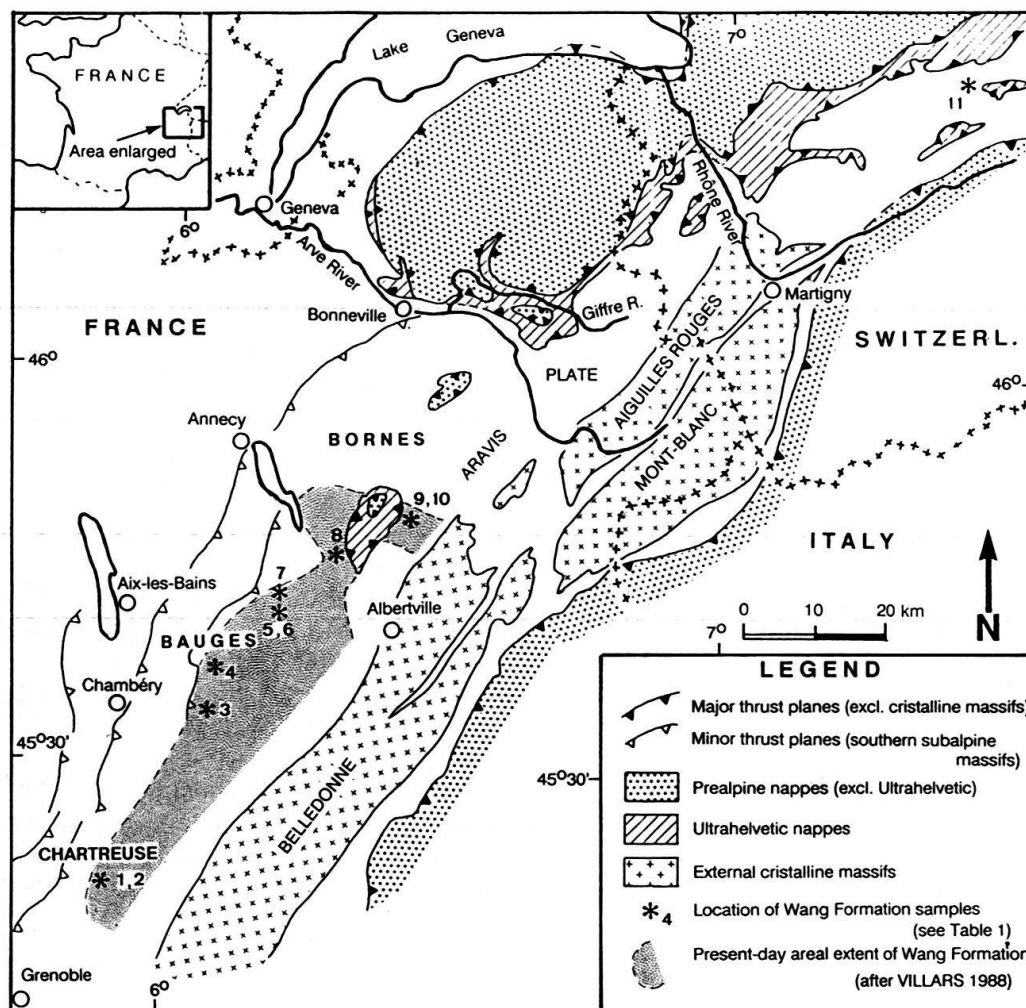 FRANCE
Area enlarged
Lake Geneva
7°
11
6°
Geneva
Arve River
Rhône River
Bonneville
Giffre R.
Martigny
FRANCE
46°
PLATE
AIGUILLES ROUGES
SWITZERL.
46°
Annecy
BORNES
ARAVIS
MONT-BLANC
9,10
8
ITALY
Aix-les-Bains
7
5,6
Albertville
0 10 20 km
N
7°
BAUGES
4
Chambéry
3
45°30'
45°30'
BELLEDONNE
CHARTREUSE
1,2
Grenoble
6°
LEGEND
Major thrust planes (excl. cristalline massifs)
Minor thrust planes (southern subalpine
massifs)
Prealpine nappes (excl. Ultrahelvetic)
Ultrahelvetic nappes
External cristalline massifs
4 Location of Wang Formation samples
(see Table 1)
Present-day areal extent of Wang Formation
(after VILLARS 1988)